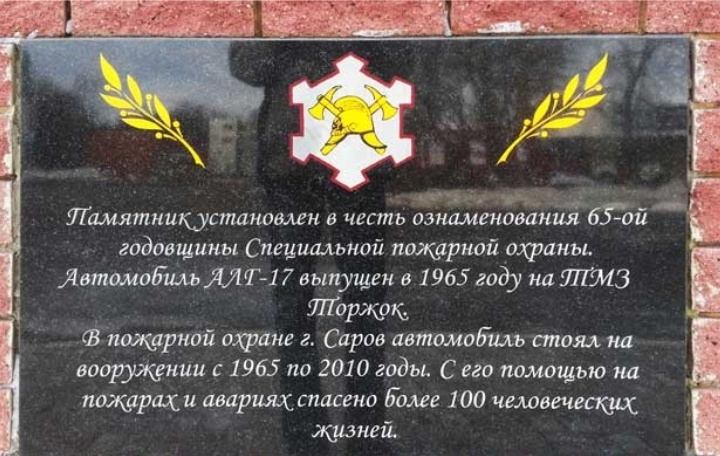 Памятник установлен в честь ознаменования 65-ой
годовщины Специальной пожарной охраны.
Автомобиль АЛГ-17 выпущен в 1965 году на ТМЗ
Торжок.
В пожарной охране г. Саров автомобиль стоял на
вооружении с 1965 по 2010 годы. С его помощью на
пожарах и авариях спасено более 100 человеческих
жизней.